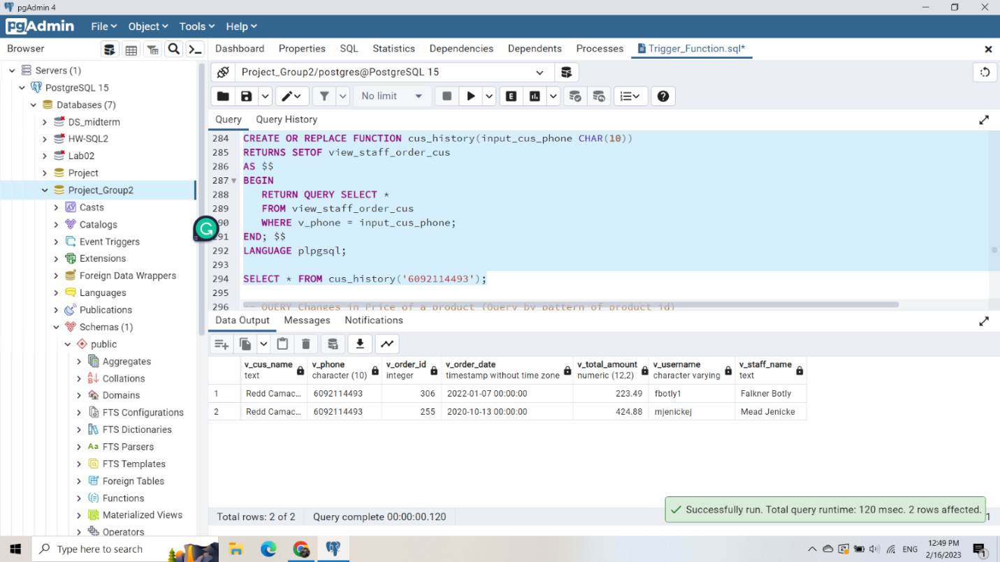 pgAdmin 4
pgAdmin File Object Tools Help
Browser
Dashboard Properties SQL Statistics Dependencies Dependents Processes Trigger_Function.sql*
Servers (1)
PostgreSQL 15
Databases (7)
DS_midterm
HW-SQL2
Lab02
Project
Project_Group2
Casts
Catalogs
Event Triggers
Extensions
Foreign Data Wrappers
Languages
Publications
Schemas (1)
public
Aggregates
Collations
Domains
FTS Configurations
FTS Dictionaries
Aa FTS Parsers
FTS Templates
Foreign Tables
Functions
Materialized Views
Operators
Project_Group2/postgres@PostgreSQL 15
No limit
E
Query Query History
284 CREATE OR REPLACE FUNCTION cus_history(input_cus_phone CHAR(10))
285 RETURNS SETOF view_staff_order_cus
286 AS $$
287 BEGIN
288 RETURN QUERY SELECT *
289 FROM view_staff_order_cus
290 WHERE v_phone = input_cus_phone;
291 END; $$
292 LANGUAGE plpgsql;
293
294 SELECT * FROM cus_history('6092114493');
295
296 -- QUERY Changes in Price of a product (Query by pattern of product id)
Data Output Messages Notifications
v_cus_name v_phone v_order_id v_order_date v_total_amount v_username v_staff_name
text character (10) integer timestamp without time zone numeric (12,2) character varying text
1 Redd Camac... 6092114493 306 2022-01-07 00:00:00 223.49 fbotly1 Falkner Botly
2 Redd Camac... 6092114493 255 2020-10-13 00:00:00 424.88 mjenickej Mead Jenicke
Successfully run. Total query runtime: 120 msec. 2 rows affected.
Total rows: 2 of 2 Query complete 00:00:00.120
Type here to search
ENG
12:49 PM
2/16/2023
1